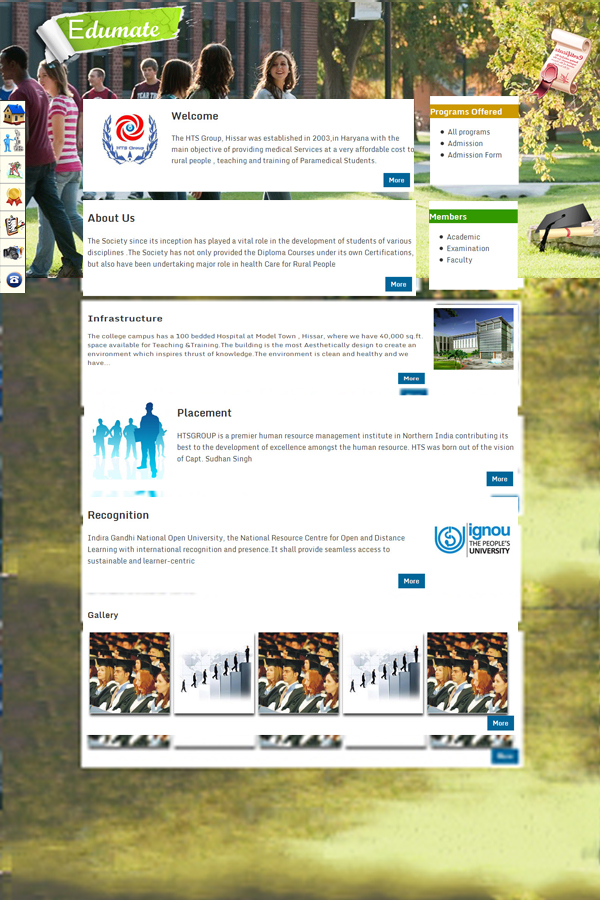 Edumate
Welcome
The HTS Group, Hissar was established in 2003,in Haryana with the
main objective of providing medical Services at a very affordable cost to
rural people , teaching and training of Paramedical Students.
HTS Group
More
Programs Offered
All programs
Admission
Admission Form
About Us
The Society since its inception has played a vital role in the development of students of various
disciplines .The Society has not only provided the Diploma Courses under its own Certifications,
but also have been undertaking major role in health Care for Rural People
More
Members
Academic
Examination
Faculty
Infrastructure
The college campus has a 100 bedded Hospital at Model Town , Hissar, where we have 40,000 sq.ft.
space available for Teaching &Training.The building is the most Aesthetically design to create an
environment which inspires thrust of knowledge.The environment is clean and healthy and we
have...
More
Placement
HTSGROUP is a premier human resource management institute in Northern India contributing its
best to the development of excellence amongst the human resource. HTS was born out of the vision
of Capt. Sudhan Singh
More
Recognition
Indira Gandhi National Open University, the National Resource Centre for Open and Distance
Learning with international recognition and presence.It shall provide seamless access to
sustainable and learner-centric
ignou
THE PEOPLE'S
UNIVERSITY
More
Gallery
More